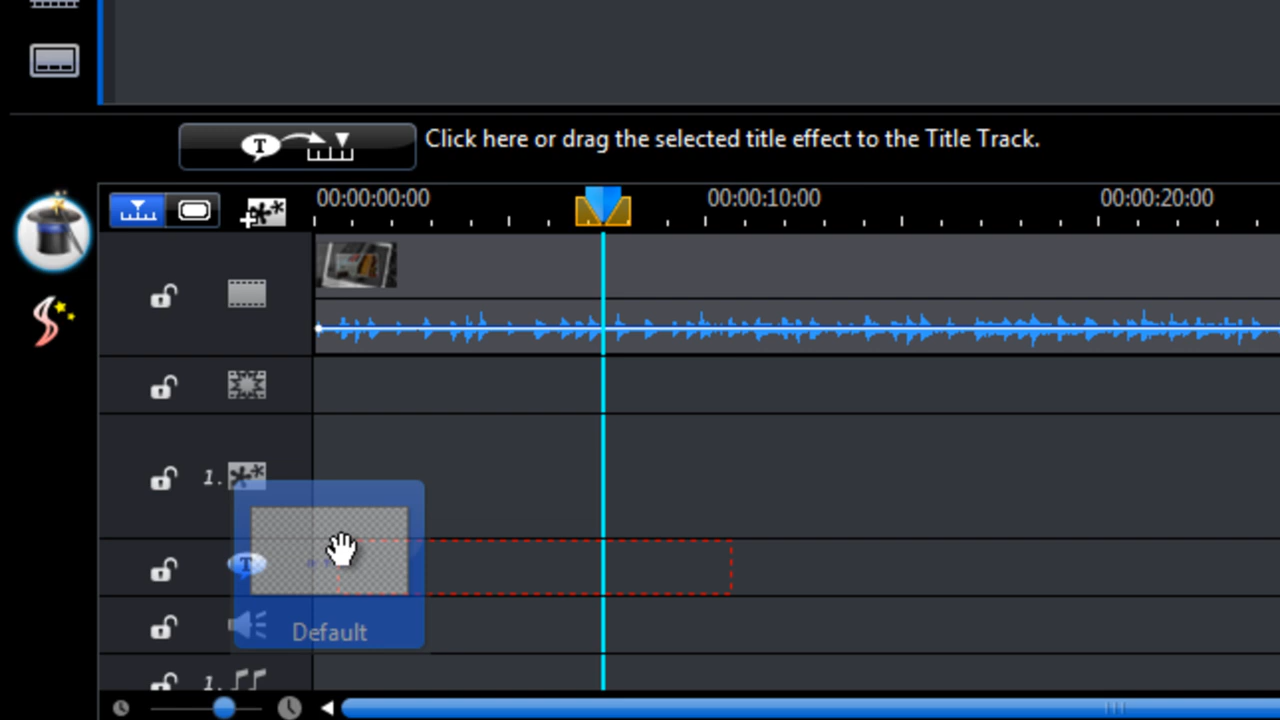 T
Click here or drag the selected title effect to the Title Track.
00:00:00:00
00:00:10:00
00:00:20:00
1.
T
Default
1.